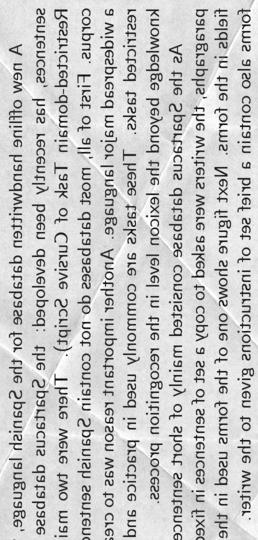 A new offline handwritten database for the Spanish language,
sentences, has recently been developed: the Spartacus database
Restricted-domain Task of Cursive Script). There were two mai
corpus. First of all, most databases do not contain Spanish senten
a widespread major language. Another important reason was to crea
restricted tasks. These tasks are commonly used in practice and
knowledge beyond the lexicon level in the recognition process.
As the Spartacus database consisted mainly of short sentence
paragraphs, the writers were asked to copy a set of sentences in fixe
fields in the forms. Next figure shows one of the forms used in the
forms also contain a brief set of instructions given to the writer.